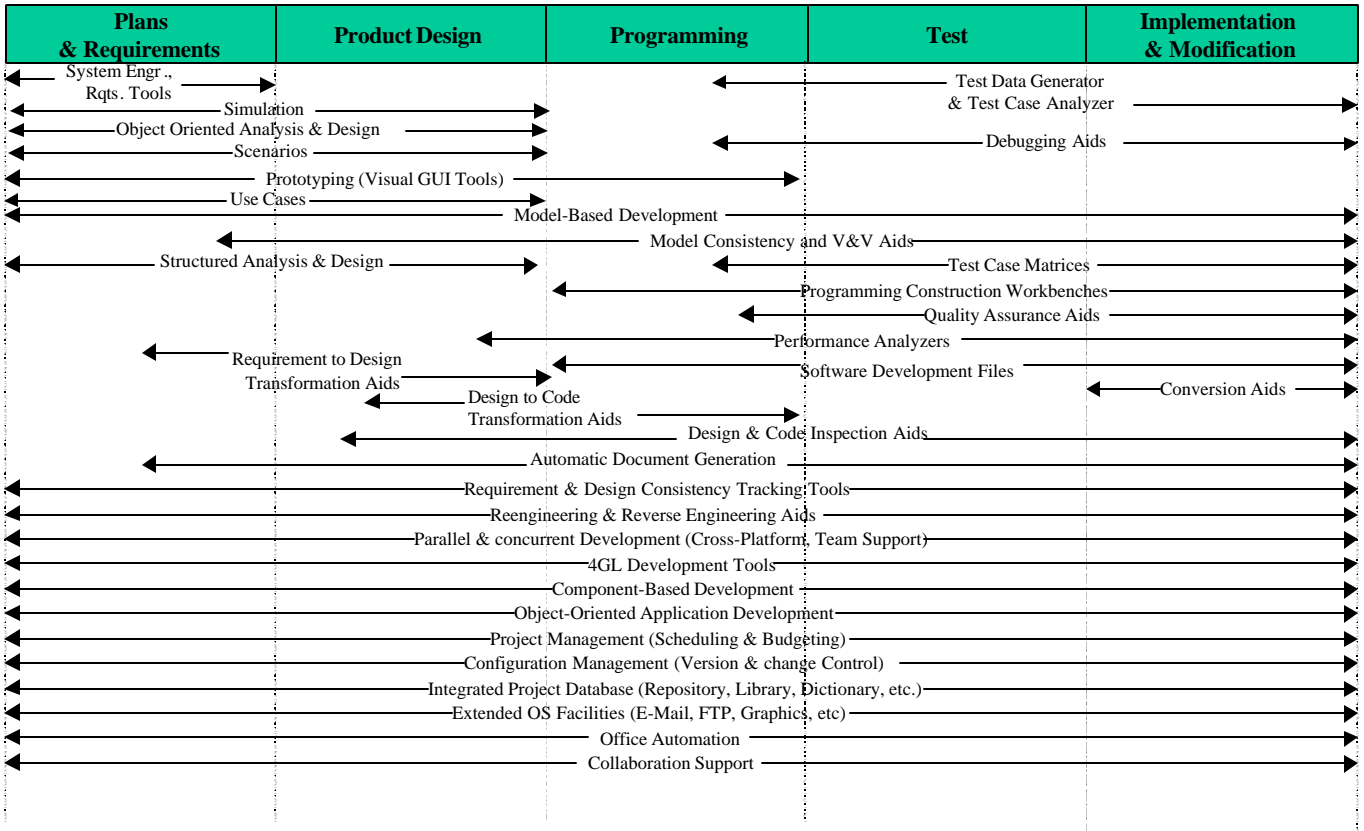 Plans
& Requirements
Product Design
Programming
Test
Implementation
& Modification
System Engr .,
Rqts. Tools
Test Data Generator
& Test Case Analyzer
Simulation
Object Oriented Analysis & Design
Debugging Aids
Scenarios
Prototyping (Visual GUI Tools)
Use Cases
Model-Based Development
Model Consistency and V&V Aids
Structured Analysis & Design
Test Case Matrices
Programming Construction Workbenches
Quality Assurance Aids
Performance Analyzers
Requirement to Design
Transformation Aids
Software Development Files
Conversion Aids
Design to Code
Transformation Aids
Design & Code Inspection Aids
Automatic Document Generation
Requirement & Design Consistency Tracking Tools
Reengineering & Reverse Engineering Aids
Parallel & concurrent Development (Cross-Platform, Team Support)
4GL Development Tools
Component-Based Development
Object-Oriented Application Development
Project Management (Scheduling & Budgeting)
Configuration Management (Version & change Control)
Integrated Project Database (Repository, Library, Dictionary, etc.)
Extended OS Facilities (E-Mail, FTP, Graphics, etc)
Office Automation
Collaboration Support